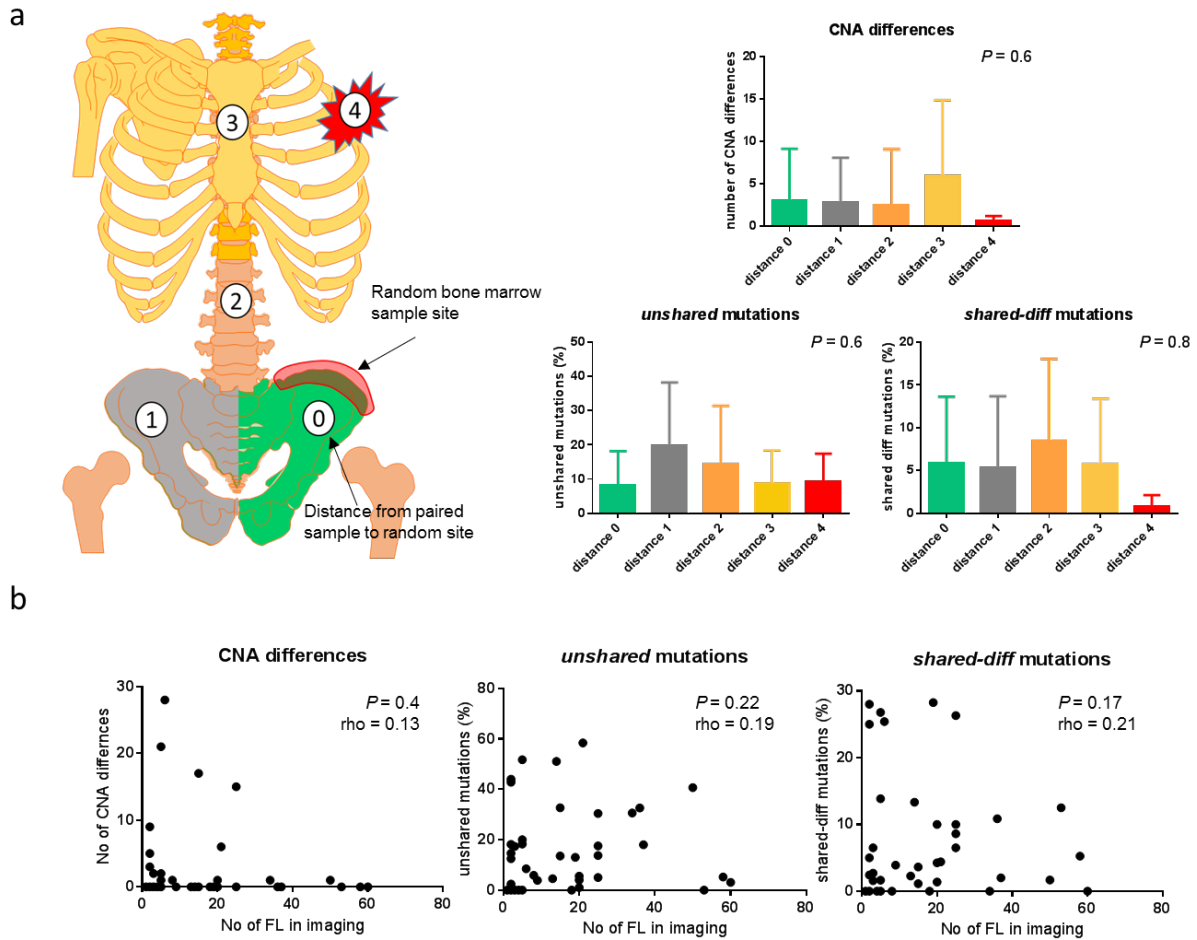 a
4
3
2
1
0
Random bone marrow
sample site
Distance from paired
sample to random site
CNA differences
P = 0.6
number of CNA differences
20
15
10
5
0
distance 0
distance 1
distance 2
distance 3
distance 4
unshared mutations
P = 0.6
unshared mutations (%)
50
40
30
20
10
0
distance 0
distance 1
distance 2
distance 3
distance 4
shared-diff mutations
P = 0.8
shared diff mutations (%)
20
15
10
5
0
distance 0
distance 1
distance 2
distance 3
distance 4
b
CNA differences
P = 0.4
rho = 0.13
No of CNA differnces
30
20
10
0
0 20 40 60 80
No of FL in imaging
unshared mutations
P = 0.22
rho = 0.19
unshared mutations (%)
80
60
40
20
0
0 20 40 60 80
No of FL in imaging
shared-diff mutations
P = 0.17
rho = 0.21
shared-diff mutations (%)
30
20
10
0
0 20 40 60 80
No of FL in imaging